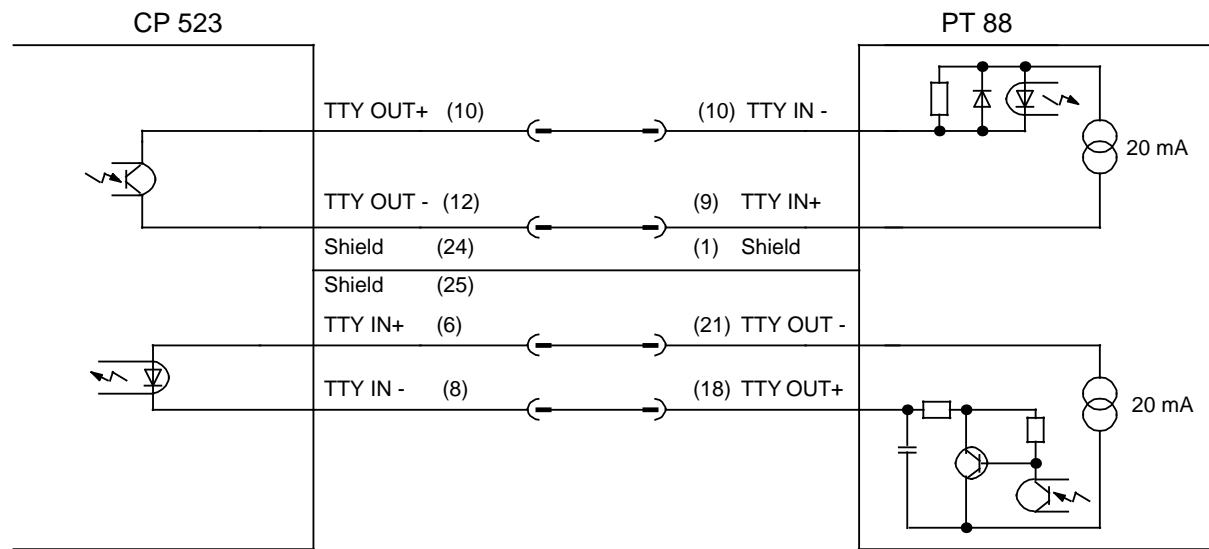 CP 523 PT 88
TTY OUT+ (10) (10) TTY IN -
20 mA
TTY OUT - (12) (9) TTY IN+
Shield (24) (1) Shield
Shield (25)
TTY IN+ (6) (21) TTY OUT -
TTY IN - (8) (18) TTY OUT+
20 mA